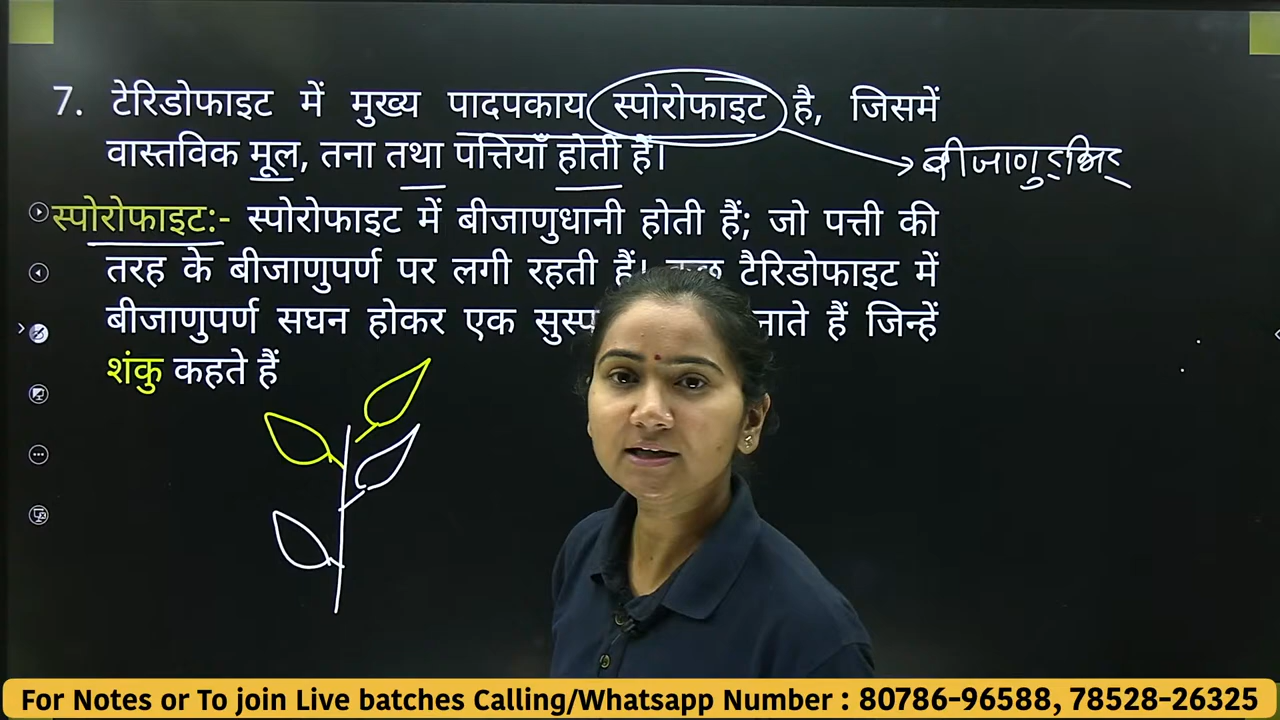 7. टेरिडोफाइट में मुख्य पादपकाय स्पोरोफाइट है, जिसमें
वास्तविक मूल, तना तथा पत्तियाँ होती हैं।
बीजाणुद्भिद्
स्पोरोफाइट:- स्पोरोफाइट में बीजाणुधानी होती हैं; जो पत्ती की
तरह के बीजाणुपर्ण पर लगी रहती हैं। कुछ टैरिडोफाइट में
बीजाणुपर्ण सघन होकर एक हैं जिन्हें
शंकु कहते हैं
For Notes or To join Live batches Calling/Whatsapp Number : 80786-96588, 78528-26325